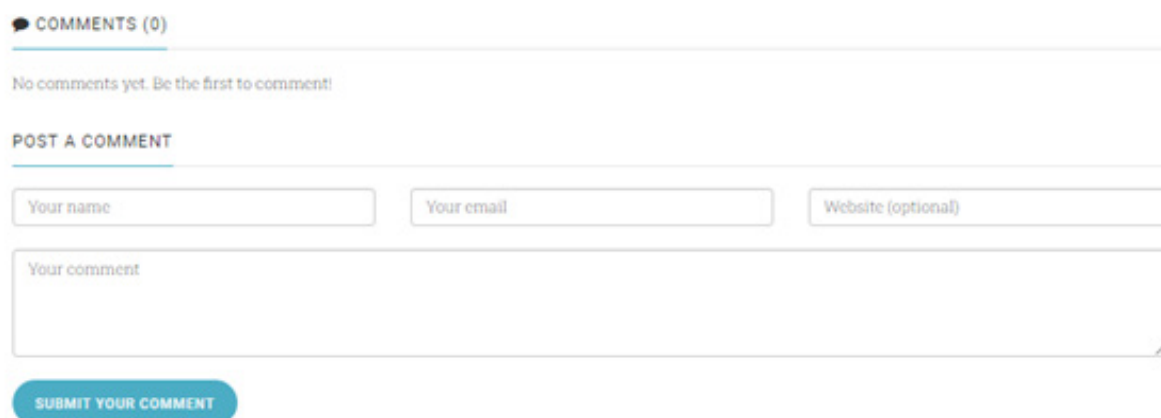 COMMENTS (0)
No comments yet. Be the first to comment!
POST A COMMENT
Your name Your email Website (optional)
Your comment
SUBMIT YOUR COMMENT